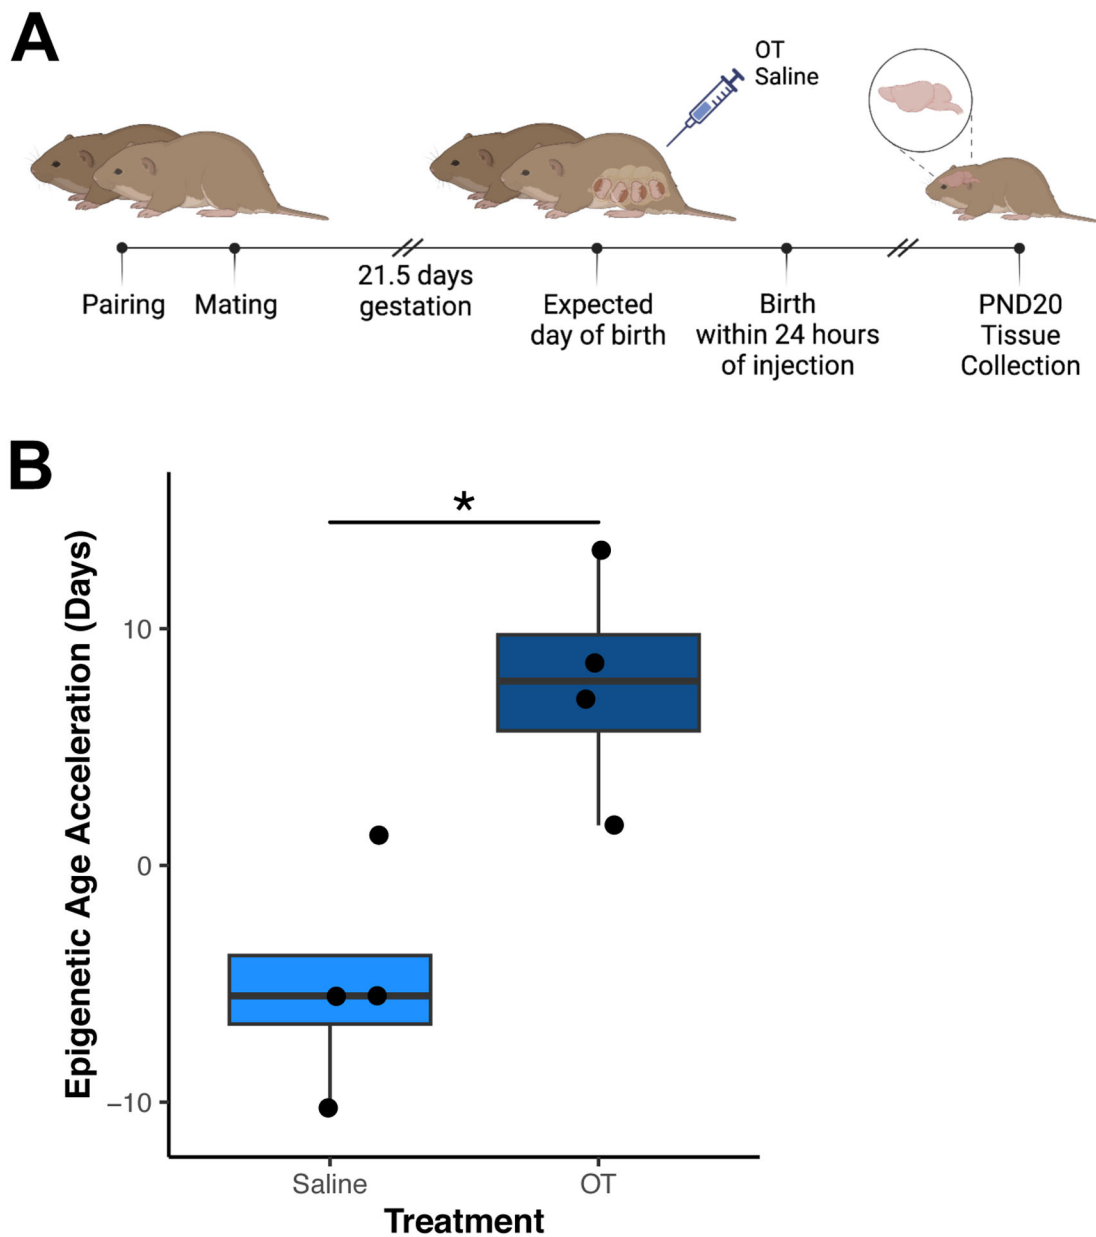 A
OT
Saline
Pairing
Mating
21.5 days
gestation
Expected
day of birth
Birth
within 24 hours
of injection
PND20
Tissue
Collection
B
*
Epigenetic Age Acceleration (Days)
10
0
−10
Saline
OT
Treatment